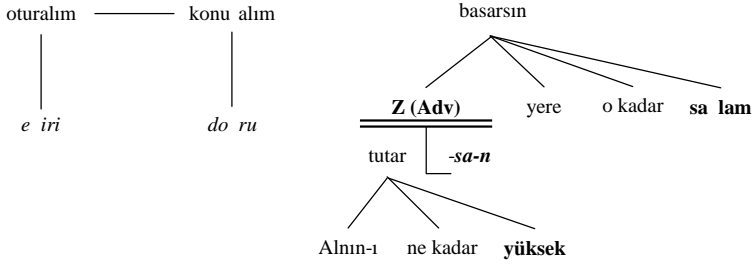 oturalım konu alım basarsın
e iri do ru Z (Adv) yere o kadar sa lam
tutar -sa-n
Alnın-ı ne kadar yüksek